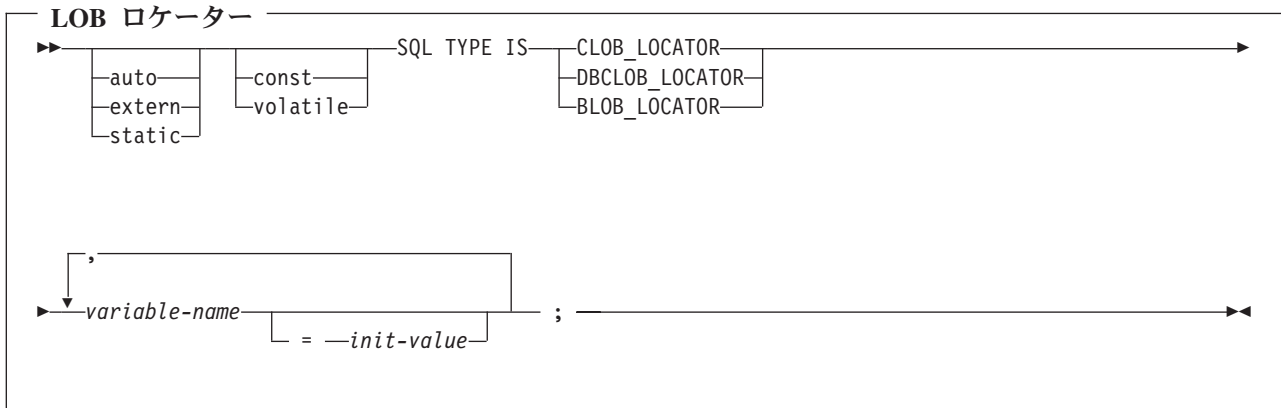 LOB ロケーター
SQL TYPE IS CLOB_LOCATOR
auto const DBCLOB_LOCATOR
extern volatile BLOB_LOCATOR
static
,
variable-name ;
= init-value